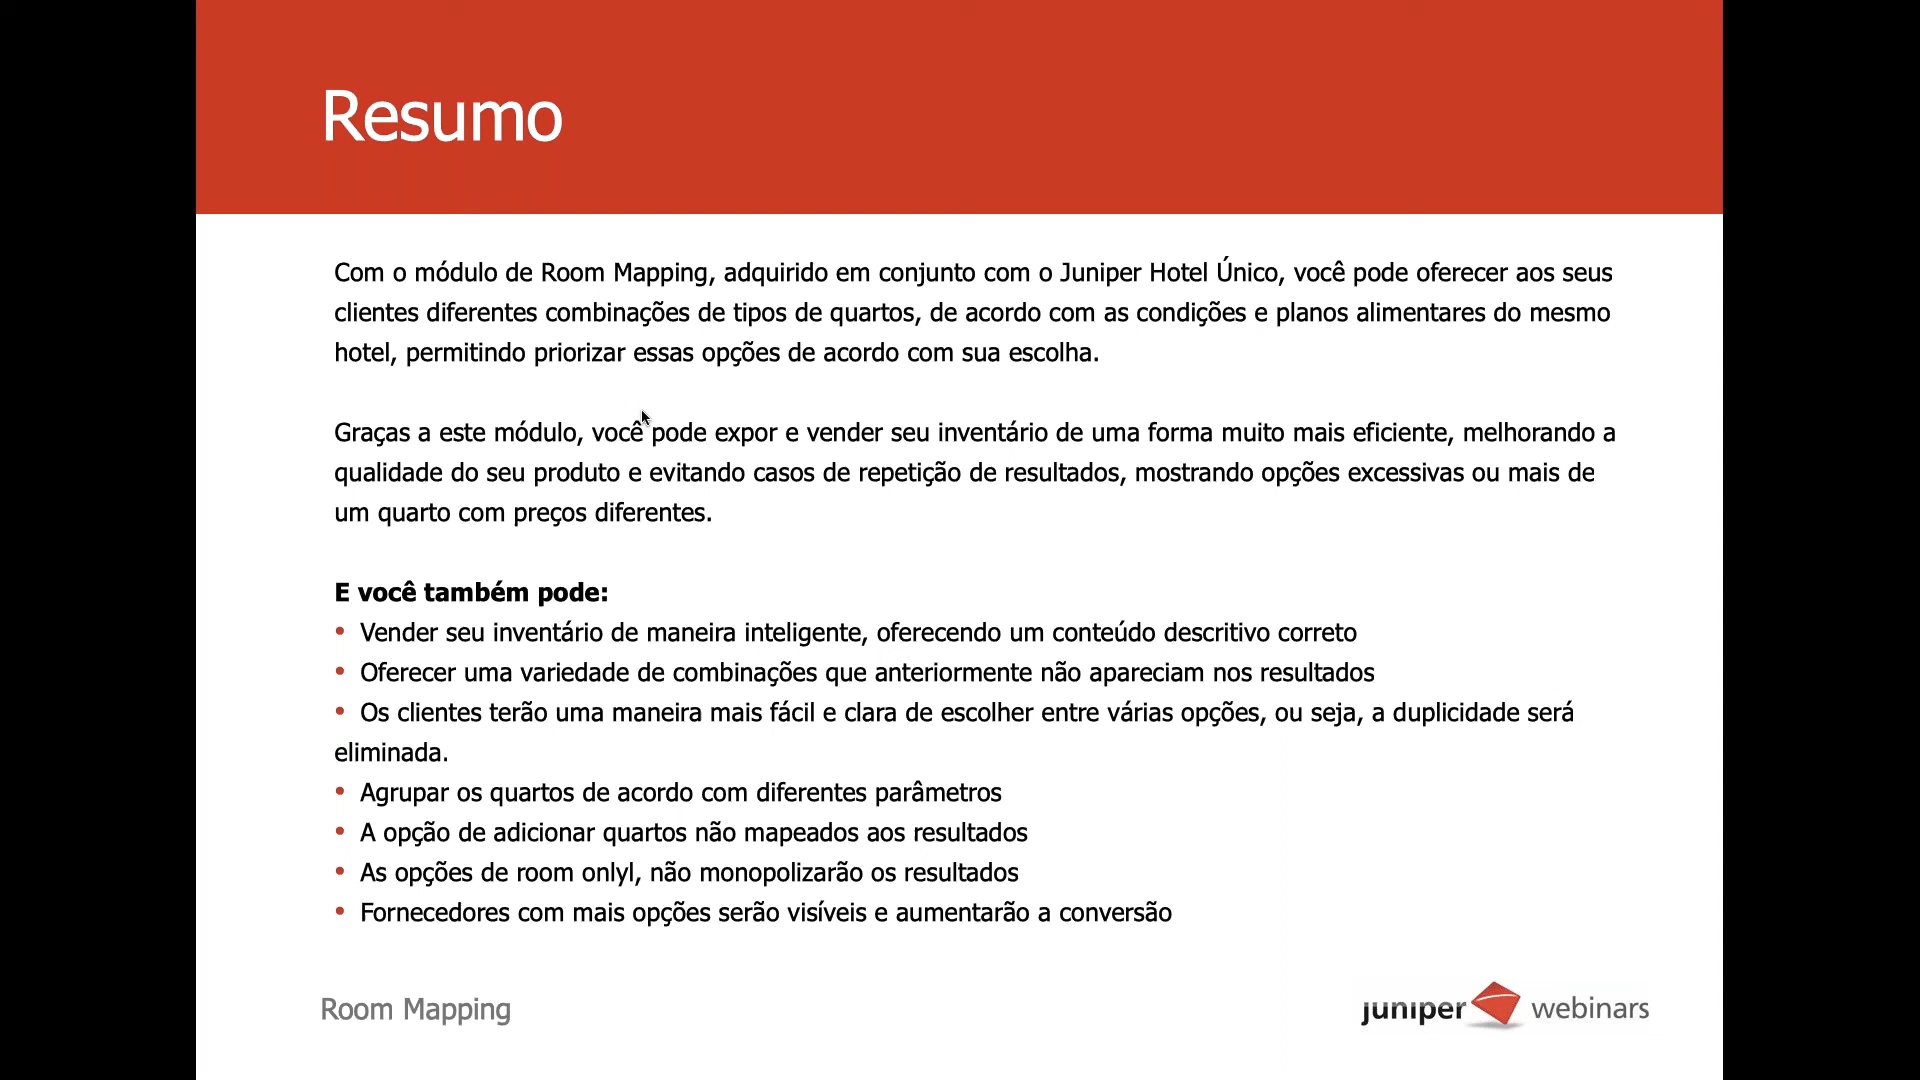 Resumo
Com o módulo de Room Mapping, adquirido em conjunto com o Juniper Hotel Único, você pode oferecer aos seus
clientes diferentes combinações de tipos de quartos, de acordo com as condições e planos alimentares do mesmo
hotel, permitindo priorizar essas opções de acordo com sua escolha.
Graças a este módulo, você pode expor e vender seu inventário de uma forma muito mais eficiente, melhorando a
qualidade do seu produto e evitando casos de repetição de resultados, mostrando opções excessivas ou mais de
um quarto com preços diferentes.
E você também pode:
• Vender seu inventário de maneira inteligente, oferecendo um conteúdo descritivo correto
• Oferecer uma variedade de combinações que anteriormente não apareciam nos resultados
• Os clientes terão uma maneira mais fácil e clara de escolher entre várias opções, ou seja, a duplicidade será
eliminada.
• Agrupar os quartos de acordo com diferentes parâmetros
• A opção de adicionar quartos não mapeados aos resultados
• As opções de room onlyl, não monopolizarão os resultados
• Fornecedores com mais opções serão visíveis e aumentarão a conversão
Room Mapping
juniper webinars